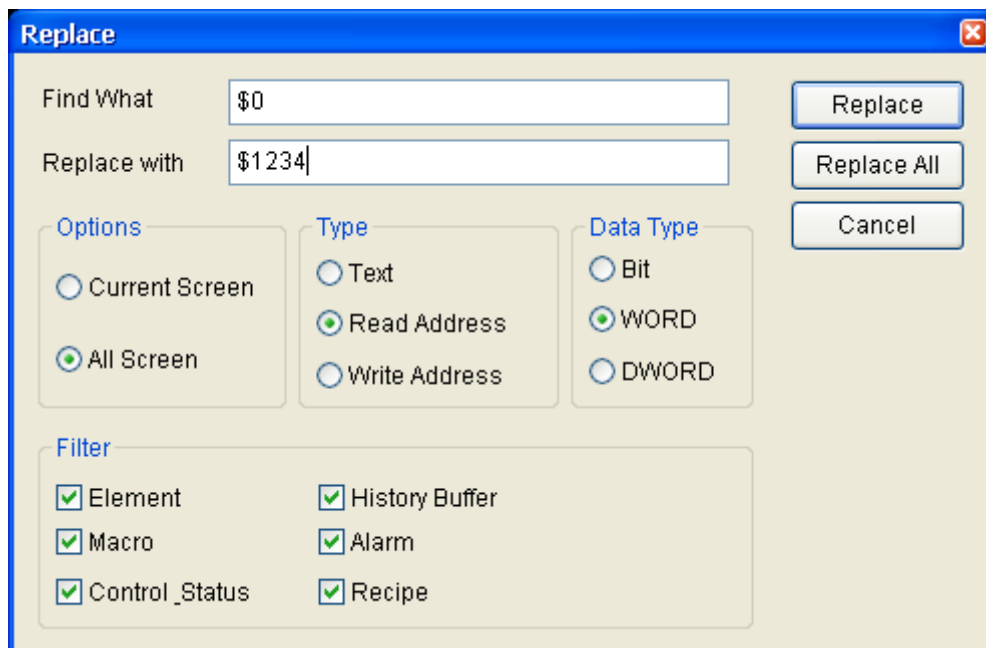 Replace
Find What
$0
Replace
Replace with
$1234
Replace All
Cancel
Options
Current Screen
All Screen
Type
Text
Read Address
Write Address
Data Type
Bit
WORD
DWORD
Filter
Element
History Buffer
Macro
Alarm
Control_Status
Recipe